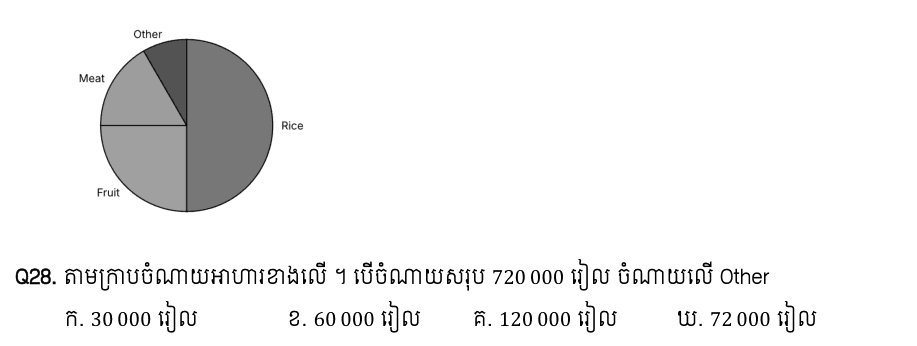 Other
Meat
Rice
Fruit
Q28. តាមក្រាបចំណាយអាហារខាងលើ ។ បើចំណាយសរុប 720 000 រៀល ចំណាយលើ Other
ក. 30 000 រៀល ខ. 60 000 រៀល គ. 120 000 រៀល ឃ. 72 000 រៀល